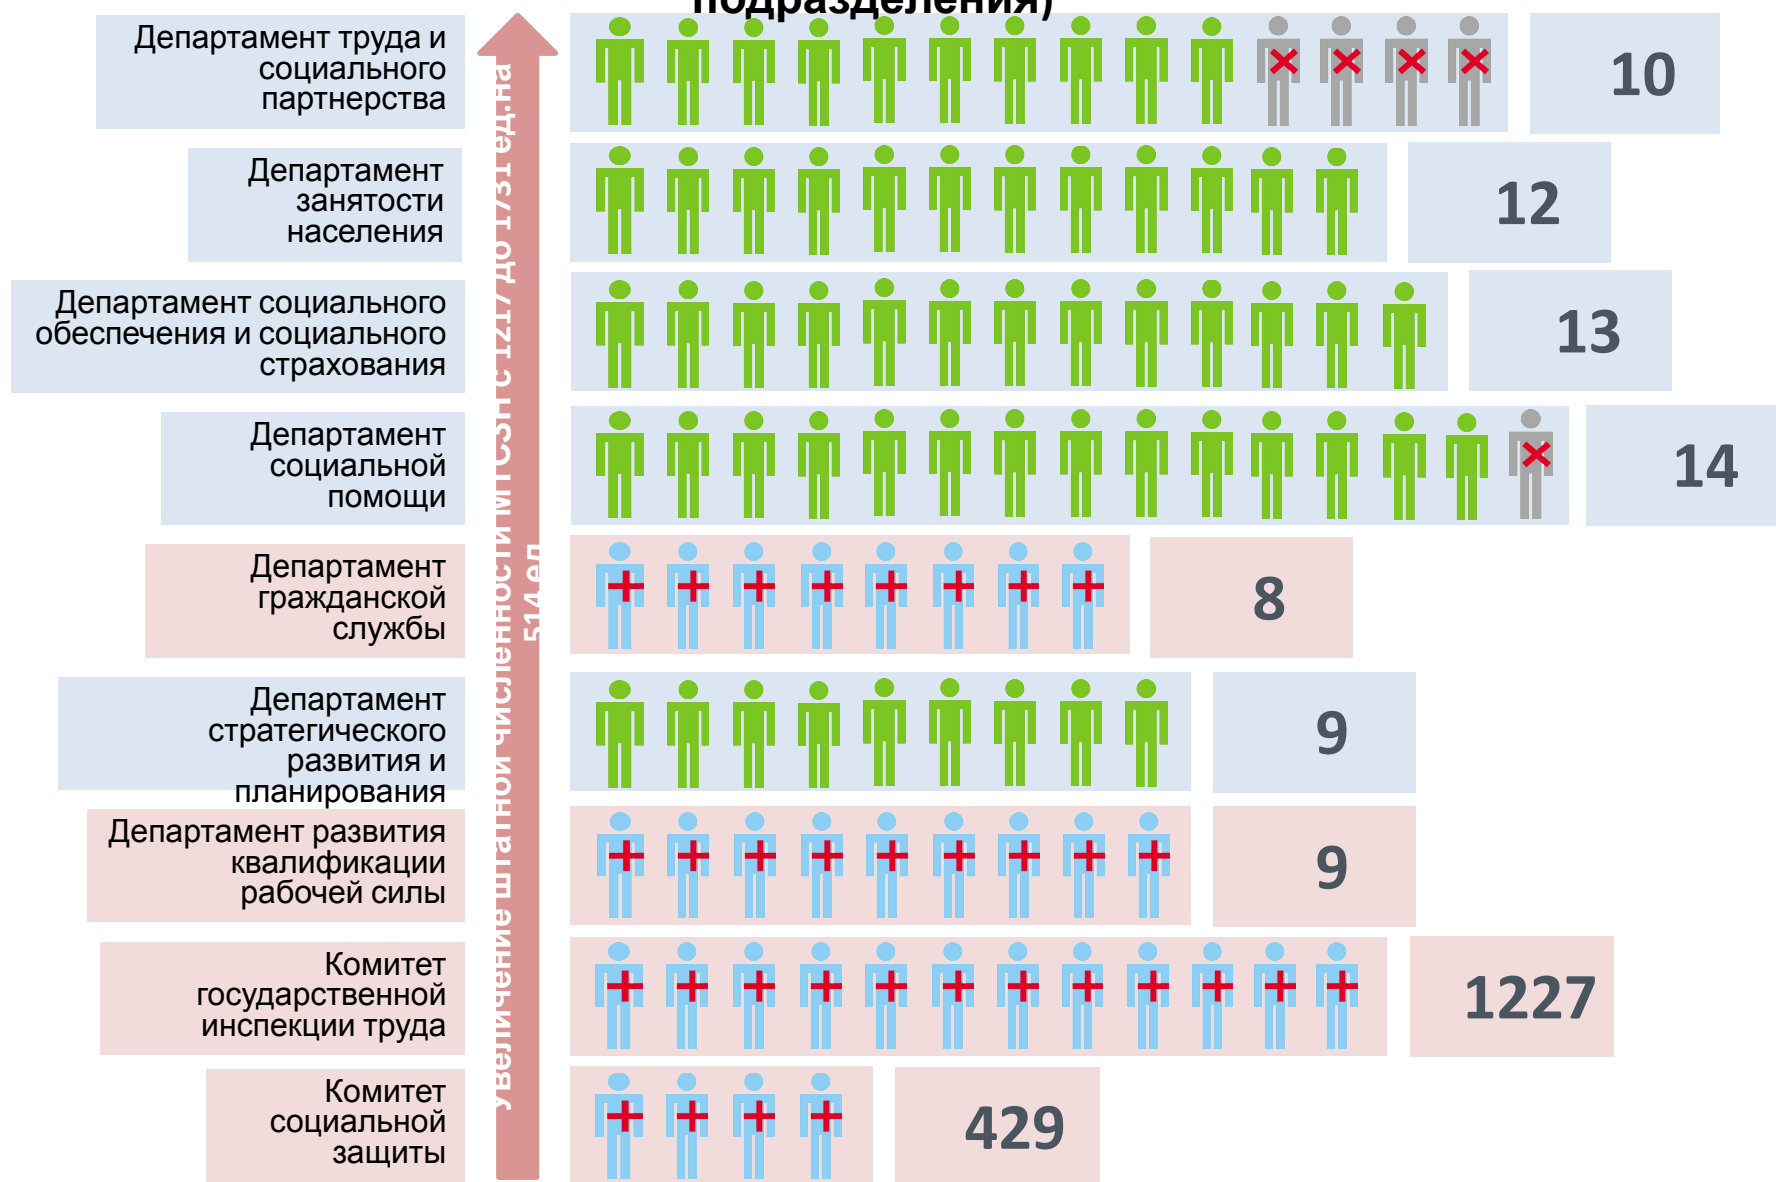 подразделения)
Департамент труда и
социального
партнерства
10
Департамент
занятости
населения
12
Департамент социального
обеспечения и социального
страхования
13
Департамент
социальной
помощи
14
Департамент
гражданской
службы
8
Департамент
стратегического
развития и
планирования
9
Департамент развития
квалификации
рабочей силы
9
Комитет
государственной
инспекции труда
1227
Комитет
социальной
защиты
429
Увеличение штатной численности МТСЗН с 1217 до 1731 ед.на
514 ед